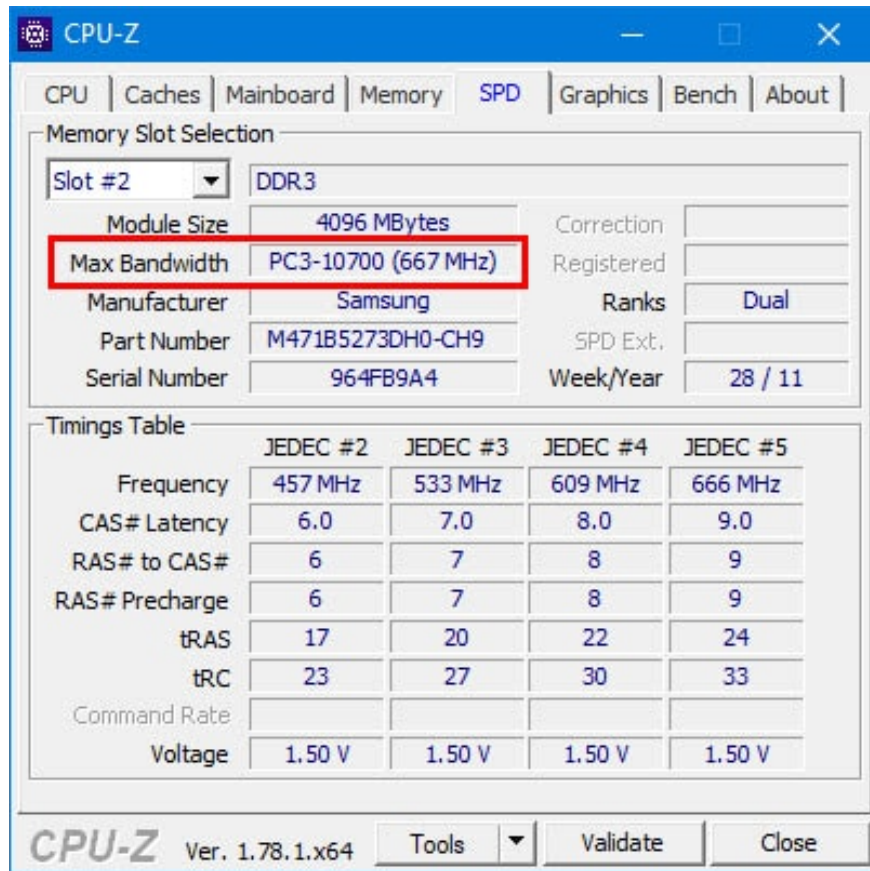 CPU-Z
CPU Caches Mainboard Memory SPD Graphics Bench About
Memory Slot Selection
Slot #2 DDR3
Module Size 4096 MBytes Correction
Max Bandwidth PC3-10700 (667 MHz) Registered
Manufacturer Samsung Ranks Dual
Part Number M471B5273DH0-CH9 SPD Ext.
Serial Number 964FB9A4 Week/Year 28 / 11
Timings Table
JEDEC #2 JEDEC #3 JEDEC #4 JEDEC #5
Frequency 457 MHz 533 MHz 609 MHz 666 MHz
CAS# Latency 6.0 7.0 8.0 9.0
RAS# to CAS# 6 7 8 9
RAS# Precharge 6 7 8 9
tRAS 17 20 22 24
tRC 23 27 30 33
Command Rate
Voltage 1.50 V 1.50 V 1.50 V 1.50 V
CPU-Z Ver. 1.78.1.x64 Tools Validate Close